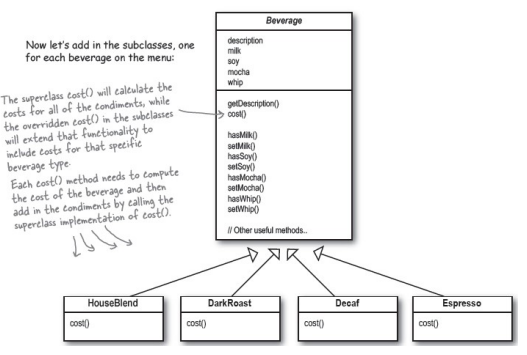 Beverage
description
milk
soy
mocha
whip
getDescription()
cost()
hasMilk()
setMilk()
hasSoy()
setSoy()
hasMocha()
setMocha()
hasWhip()
setWhip()
// Other useful methods..
Now let's add in the subclasses, one
for each beverage on the menu:
The superclass cost() will calculate the
costs for all of the condiments, while
the overridden cost() in the subclasses
will extend that functionality to
include costs for that specific
beverage type.
Each cost() method needs to compute
the cost of the beverage and then
add in the condiments by calling the
superclass implementation of cost().
HouseBlend
cost()
DarkRoast
cost()
Decaf
cost()
Espresso
cost()